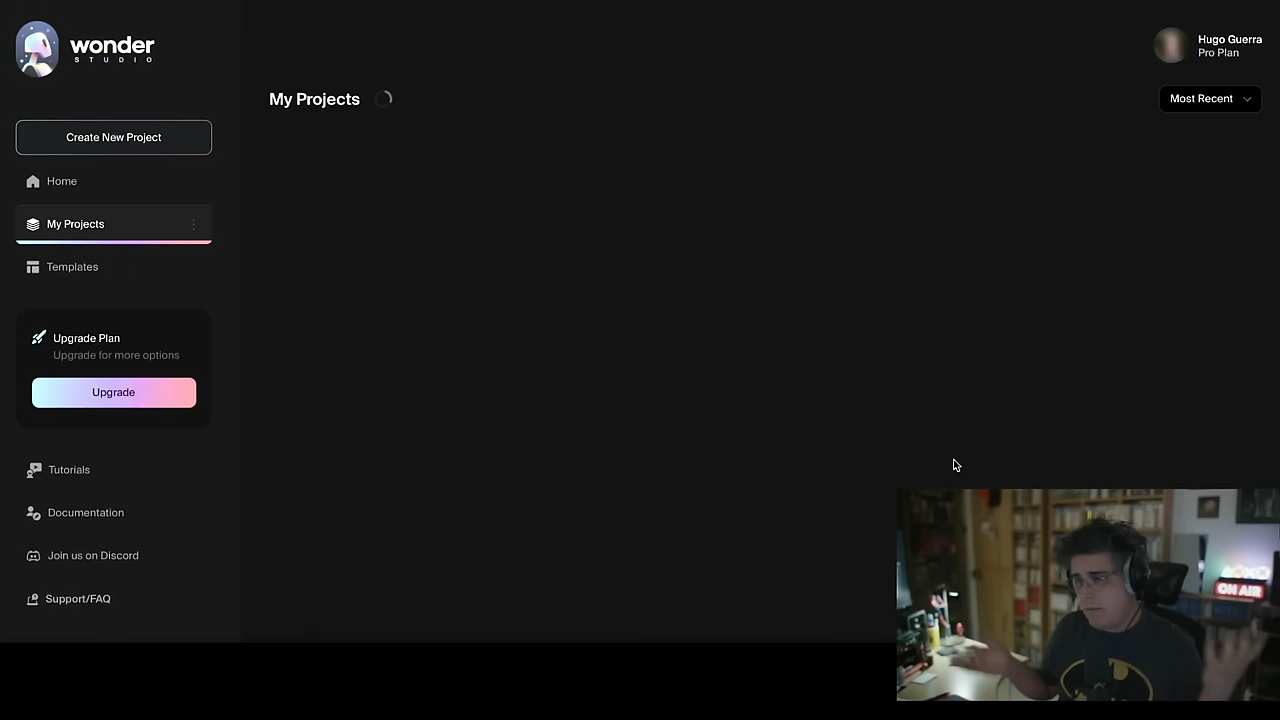 wonder
STUDIO
Hugo Guerra
Pro Plan
My Projects
Most Recent
Create New Project
Home
My Projects
Templates
Upgrade Plan
Upgrade for more options
Upgrade
Tutorials
Documentation
Join us on Discord
Support/FAQ
ON AIR